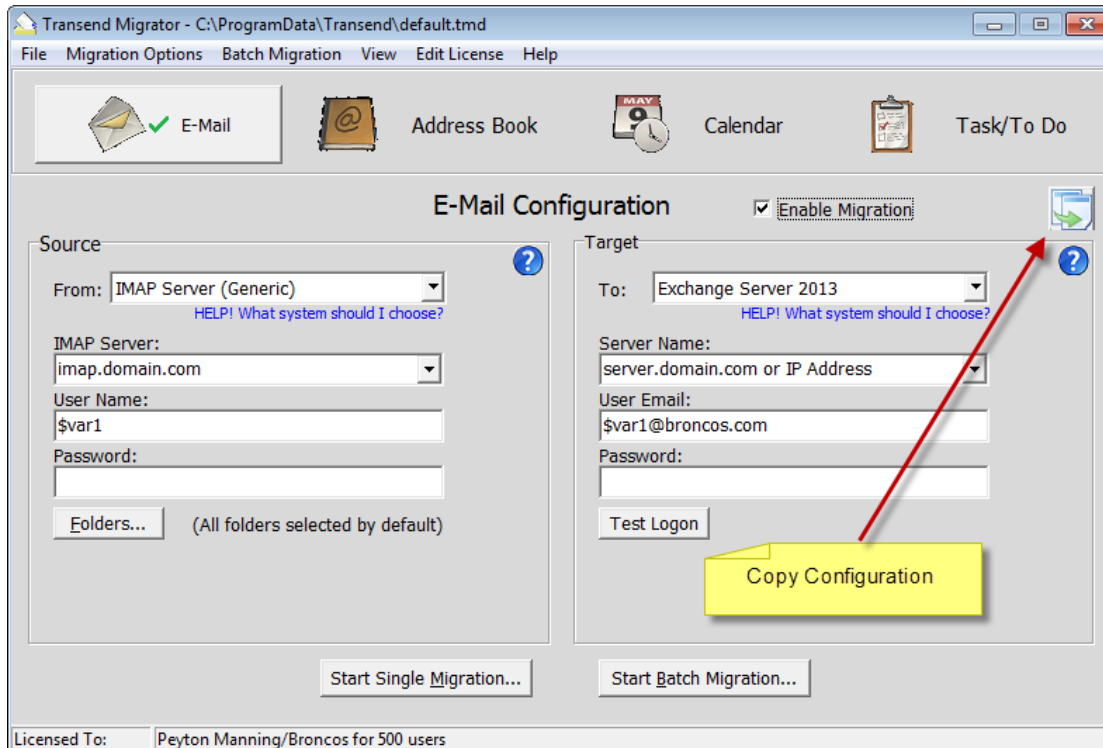 Transend Migrator - C:\ProgramData\Transend\default.tmd
File Migration Options Batch Migration View Edit License Help
E-Mail Address Book MAY 9 Calendar Task/To Do
E-Mail Configuration Enable Migration
Source
From: IMAP Server (Generic)
HELP! What system should I choose?
IMAP Server:
imap.domain.com
User Name:
$var1
Password:
Folders... (All folders selected by default)
Target
To: Exchange Server 2013
HELP! What system should I choose?
Server Name:
server.domain.com or IP Address
User Email:
$var1@broncos.com
Password:
Test Logon
Copy Configuration
Start Single Migration... Start Batch Migration...
Licensed To: Peyton Manning/Broncos for 500 users